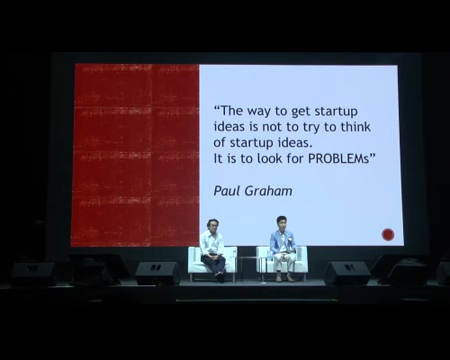 “The way to get startup
ideas is not to try to think
of startup ideas.
It is to look for PROBLEMs”
Paul Graham